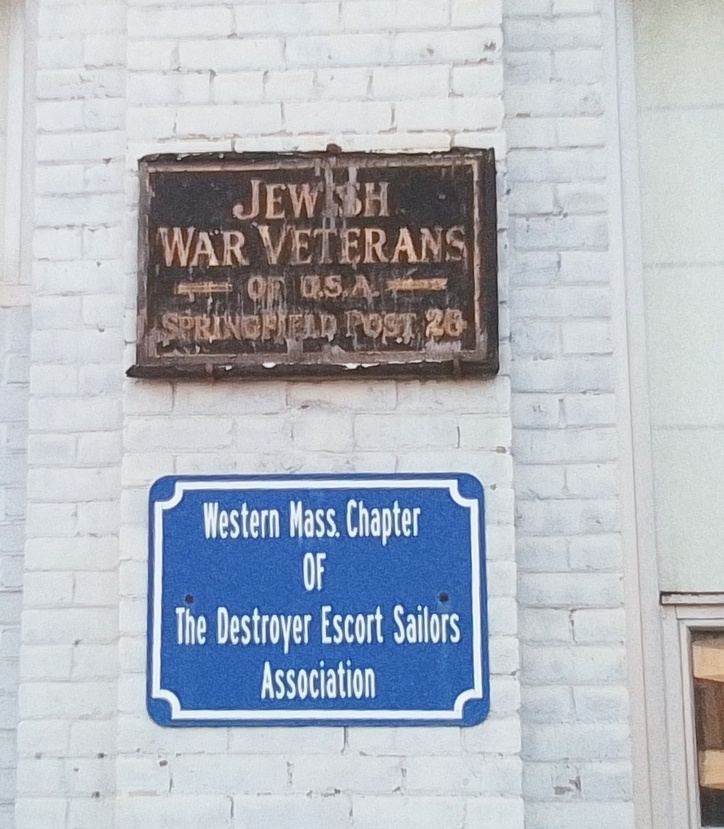 JEWISH
WAR VETERANS
OF U.S.A.
SPRINGFIELD POST 26
Western Mass. Chapter
OF
The Destroyer Escort Sailors
Association